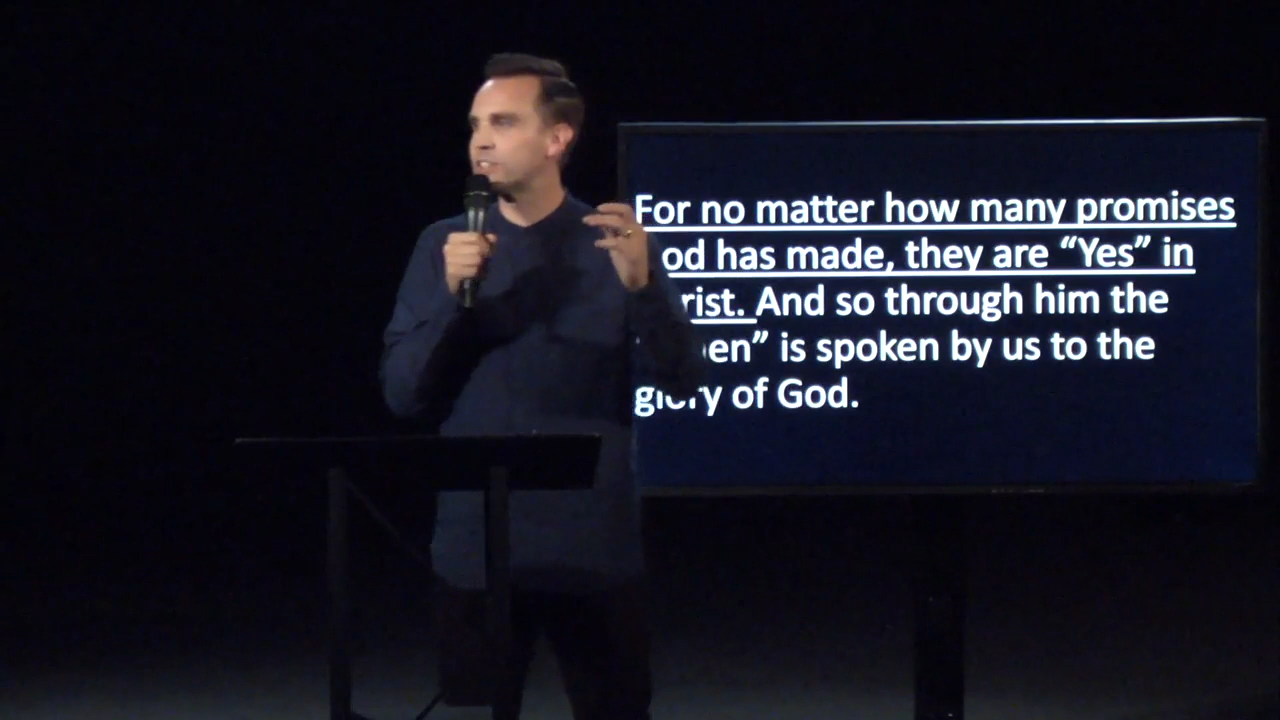 For no matter how many promises
has made, they are “Yes” in
And so through him the
is spoken by us to the
glory of God.